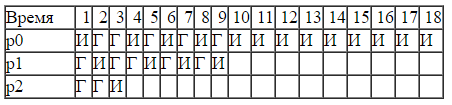 Время 1 2 3 4 5 6 7 8 9 10 11 12 13 14 15 16 17 18
p0 И Г Г И Г И Г И Г И И И И И И И И И
p1 Г И Г Г И Г И Г И
p2 Г Г И